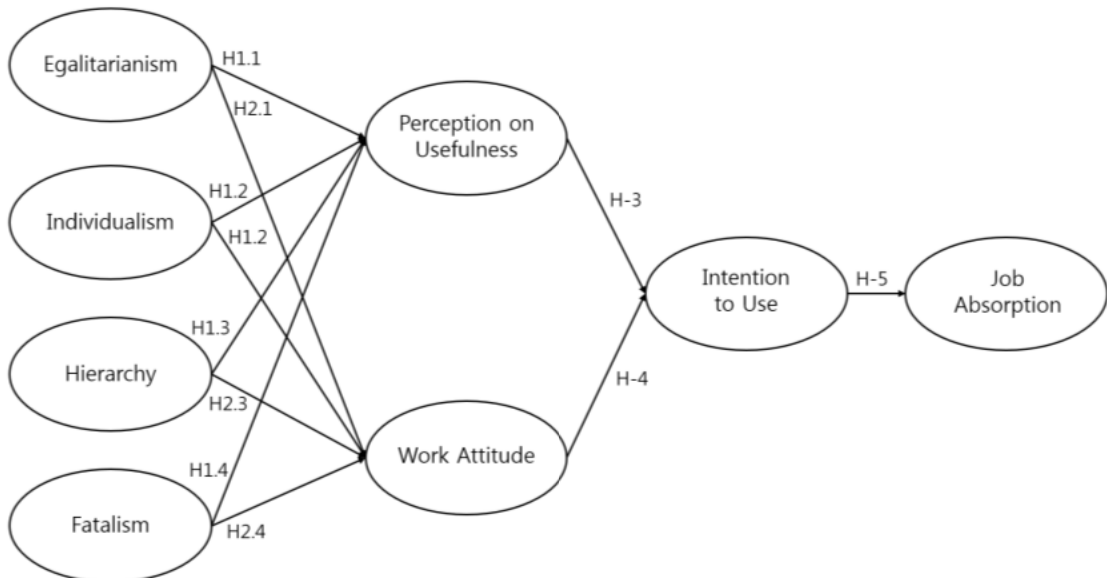 Egalitarianism
H1.1
H2.1
Perception on
Usefulness
Individualism
H1.2
H1.2
H-3
Intention
to Use
H-5
Job
Absorption
Hierarchy
H1.3
H2.3
H-4
Work Attitude
Fatalism
H1.4
H2.4